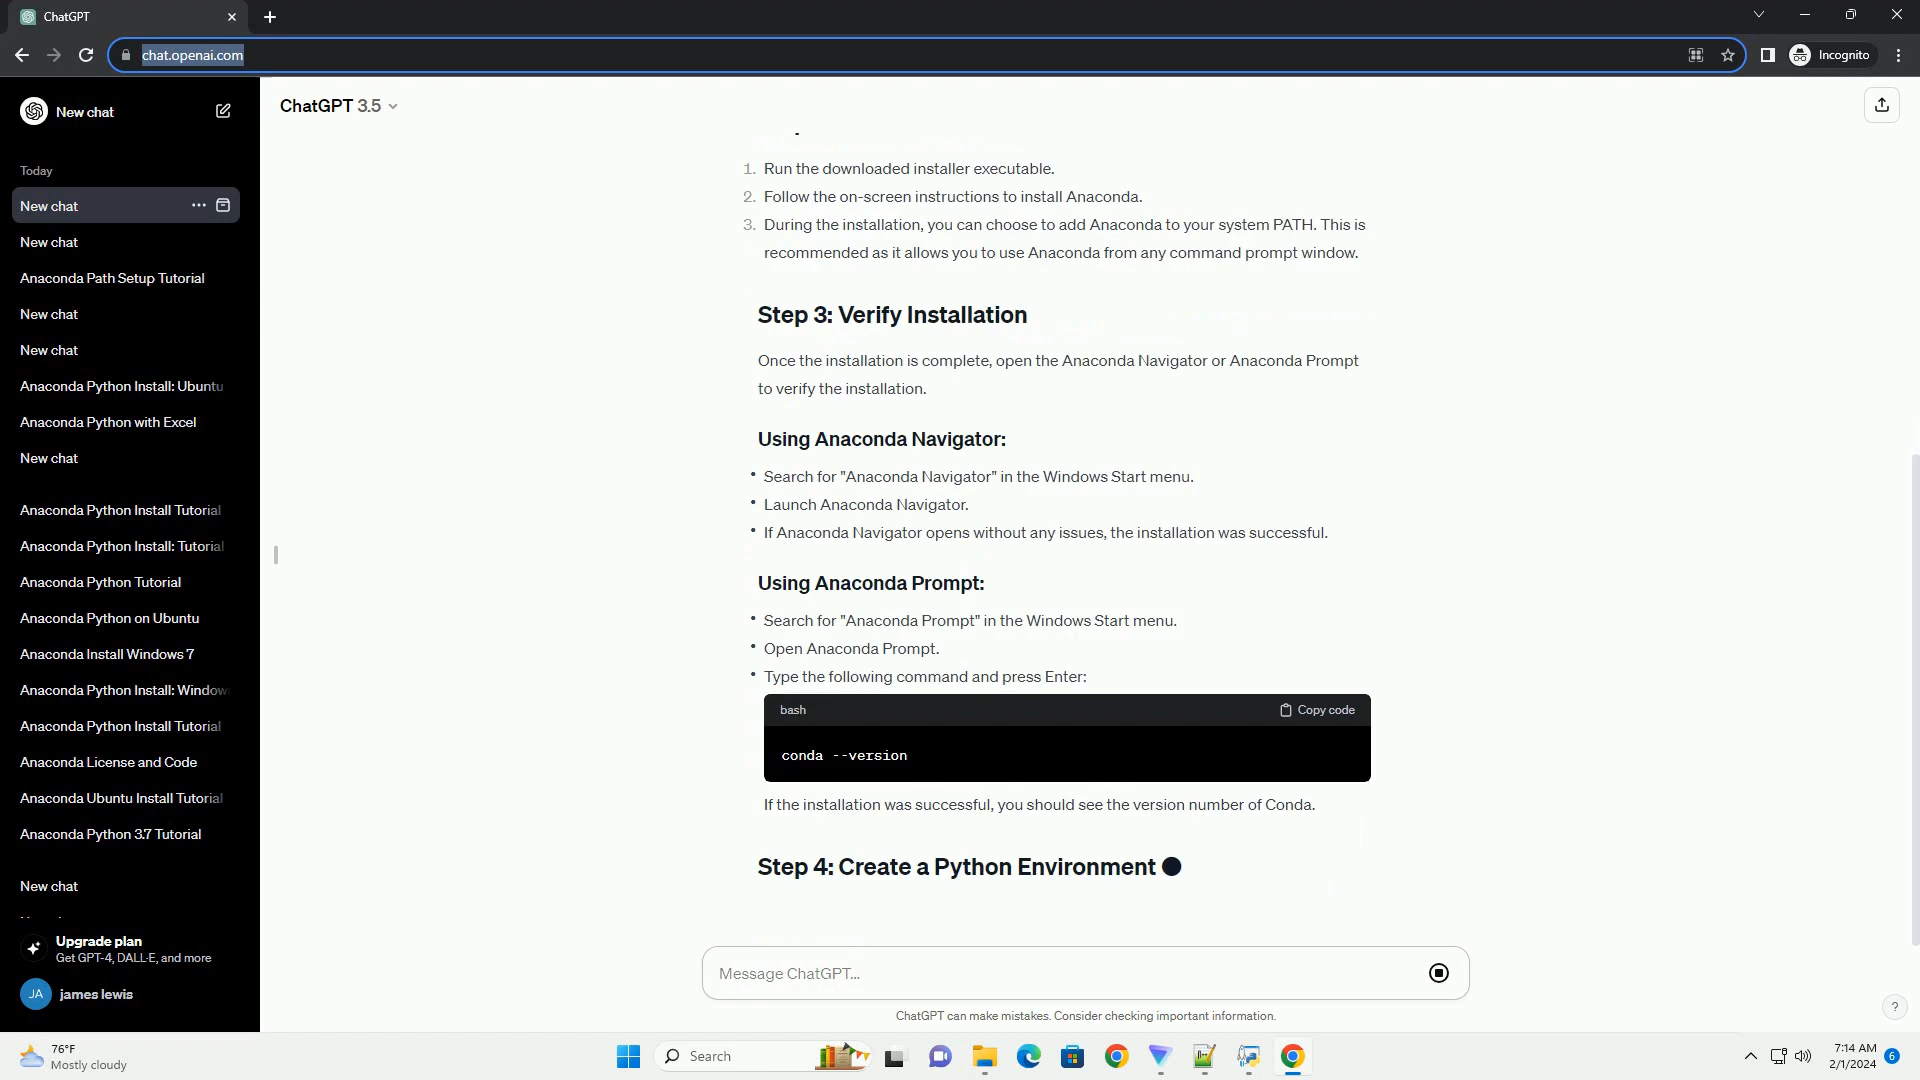 ChatGPT
chat.openai.com
Incognito
New chat
Today
New chat
New chat
Anaconda Path Setup Tutorial
New chat
New chat
Anaconda Python Install: Ubuntu
Anaconda Python with Excel
New chat
Anaconda Python Install Tutorial
Anaconda Python Install: Tutorial
Anaconda Python Tutorial
Anaconda Python on Ubuntu
Anaconda Install Windows 7
Anaconda Python Install: Window
Anaconda Python Install Tutorial
Anaconda License and Code
Anaconda Ubuntu Install Tutorial
Anaconda Python 3.7 Tutorial
New chat
Upgrade plan
Get GPT-4, DALL·E, and more
JA james lewis
ChatGPT 3.5
1. Run the downloaded installer executable.
2. Follow the on-screen instructions to install Anaconda.
3. During the installation, you can choose to add Anaconda to your system PATH. This is
recommended as it allows you to use Anaconda from any command prompt window.
Step 3: Verify Installation
Once the installation is complete, open the Anaconda Navigator or Anaconda Prompt
to verify the installation.
Using Anaconda Navigator:
• Search for "Anaconda Navigator" in the Windows Start menu.
• Launch Anaconda Navigator.
• If Anaconda Navigator opens without any issues, the installation was successful.
Using Anaconda Prompt:
• Search for "Anaconda Prompt" in the Windows Start menu.
• Open Anaconda Prompt.
• Type the following command and press Enter:
bash
Copy code
conda --version
If the installation was successful, you should see the version number of Conda.
Step 4: Create a Python Environment
Message ChatGPT...
ChatGPT can make mistakes. Consider checking important information.
?
76°F
Mostly cloudy
Search
7:14 AM
2/1/2024
6